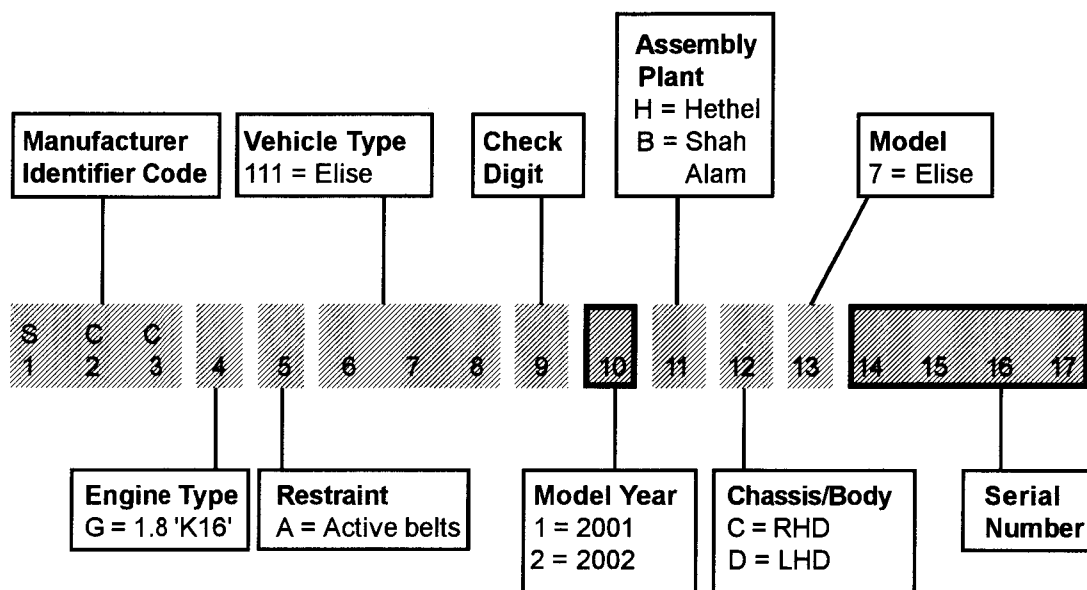 Assembly
Plant
H = Hethel
B = Shah
Alam
Manufacturer
Identifier Code
Vehicle Type
111 = Elise
Check
Digit
Model
7 = Elise
S C C
1 2 3 4 5 6 7 8 9 10 11 12 13 14 15 16 17
Engine Type
G = 1.8 'K16'
Restraint
A = Active belts
Model Year
1 = 2001
2 = 2002
Chassis/Body
C = RHD
D = LHD
Serial
Number